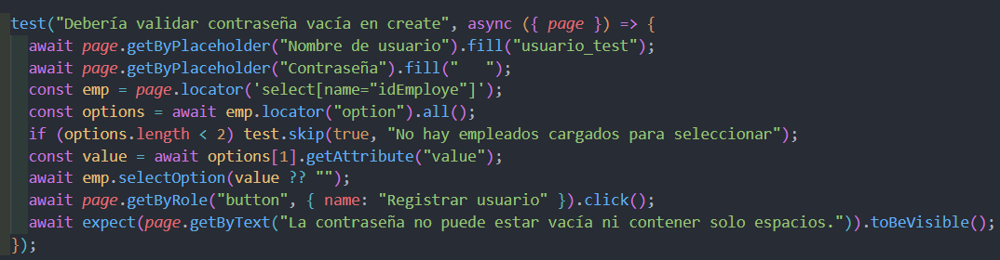 test("Debería validar contraseña vacía en create", async ({ page }) => {
await page.getByPlaceholder("Nombre de usuario").fill("usuario_test");
await page.getByPlaceholder("Contraseña").fill("   ");
const emp = page.locator('select[name="idEmploye"]');
const options = await emp.locator("option").all();
if (options.length < 2) test.skip(true, "No hay empleados cargados para seleccionar");
const value = await options[1].getAttribute("value");
await emp.selectOption(value ?? "");
await page.getByRole("button", { name: "Registrar usuario" }).click();
await expect(page.getByText("La contraseña no puede estar vacía ni contener solo espacios.")).toBeVisible();
});